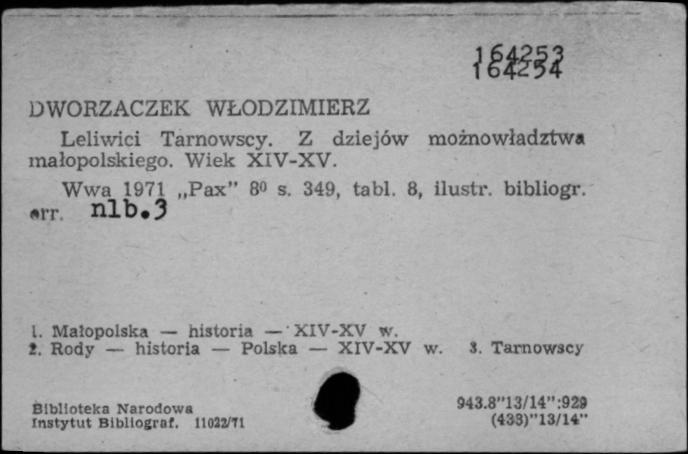 164253
164254
DWORZACZEK WŁODZIMIERZ
Leliwici Tarnowscy. Z dziejów możnowładztwa
małopolskiego. Wiek XIV-XV.
Wwa 1971 „Pax” 8⁰ s. 349, tabl. 8, ilustr. bibliogr.
err. nlb.3
1. Małopolska — historia — XIV-XV w.
2. Rody — historia — Polska — XIV-XV w. 3. Tarnowscy
Biblioteka Narodowa 943.8"13/14":929
Instytut Bibliograf. 11022/71 (438)"13/14"